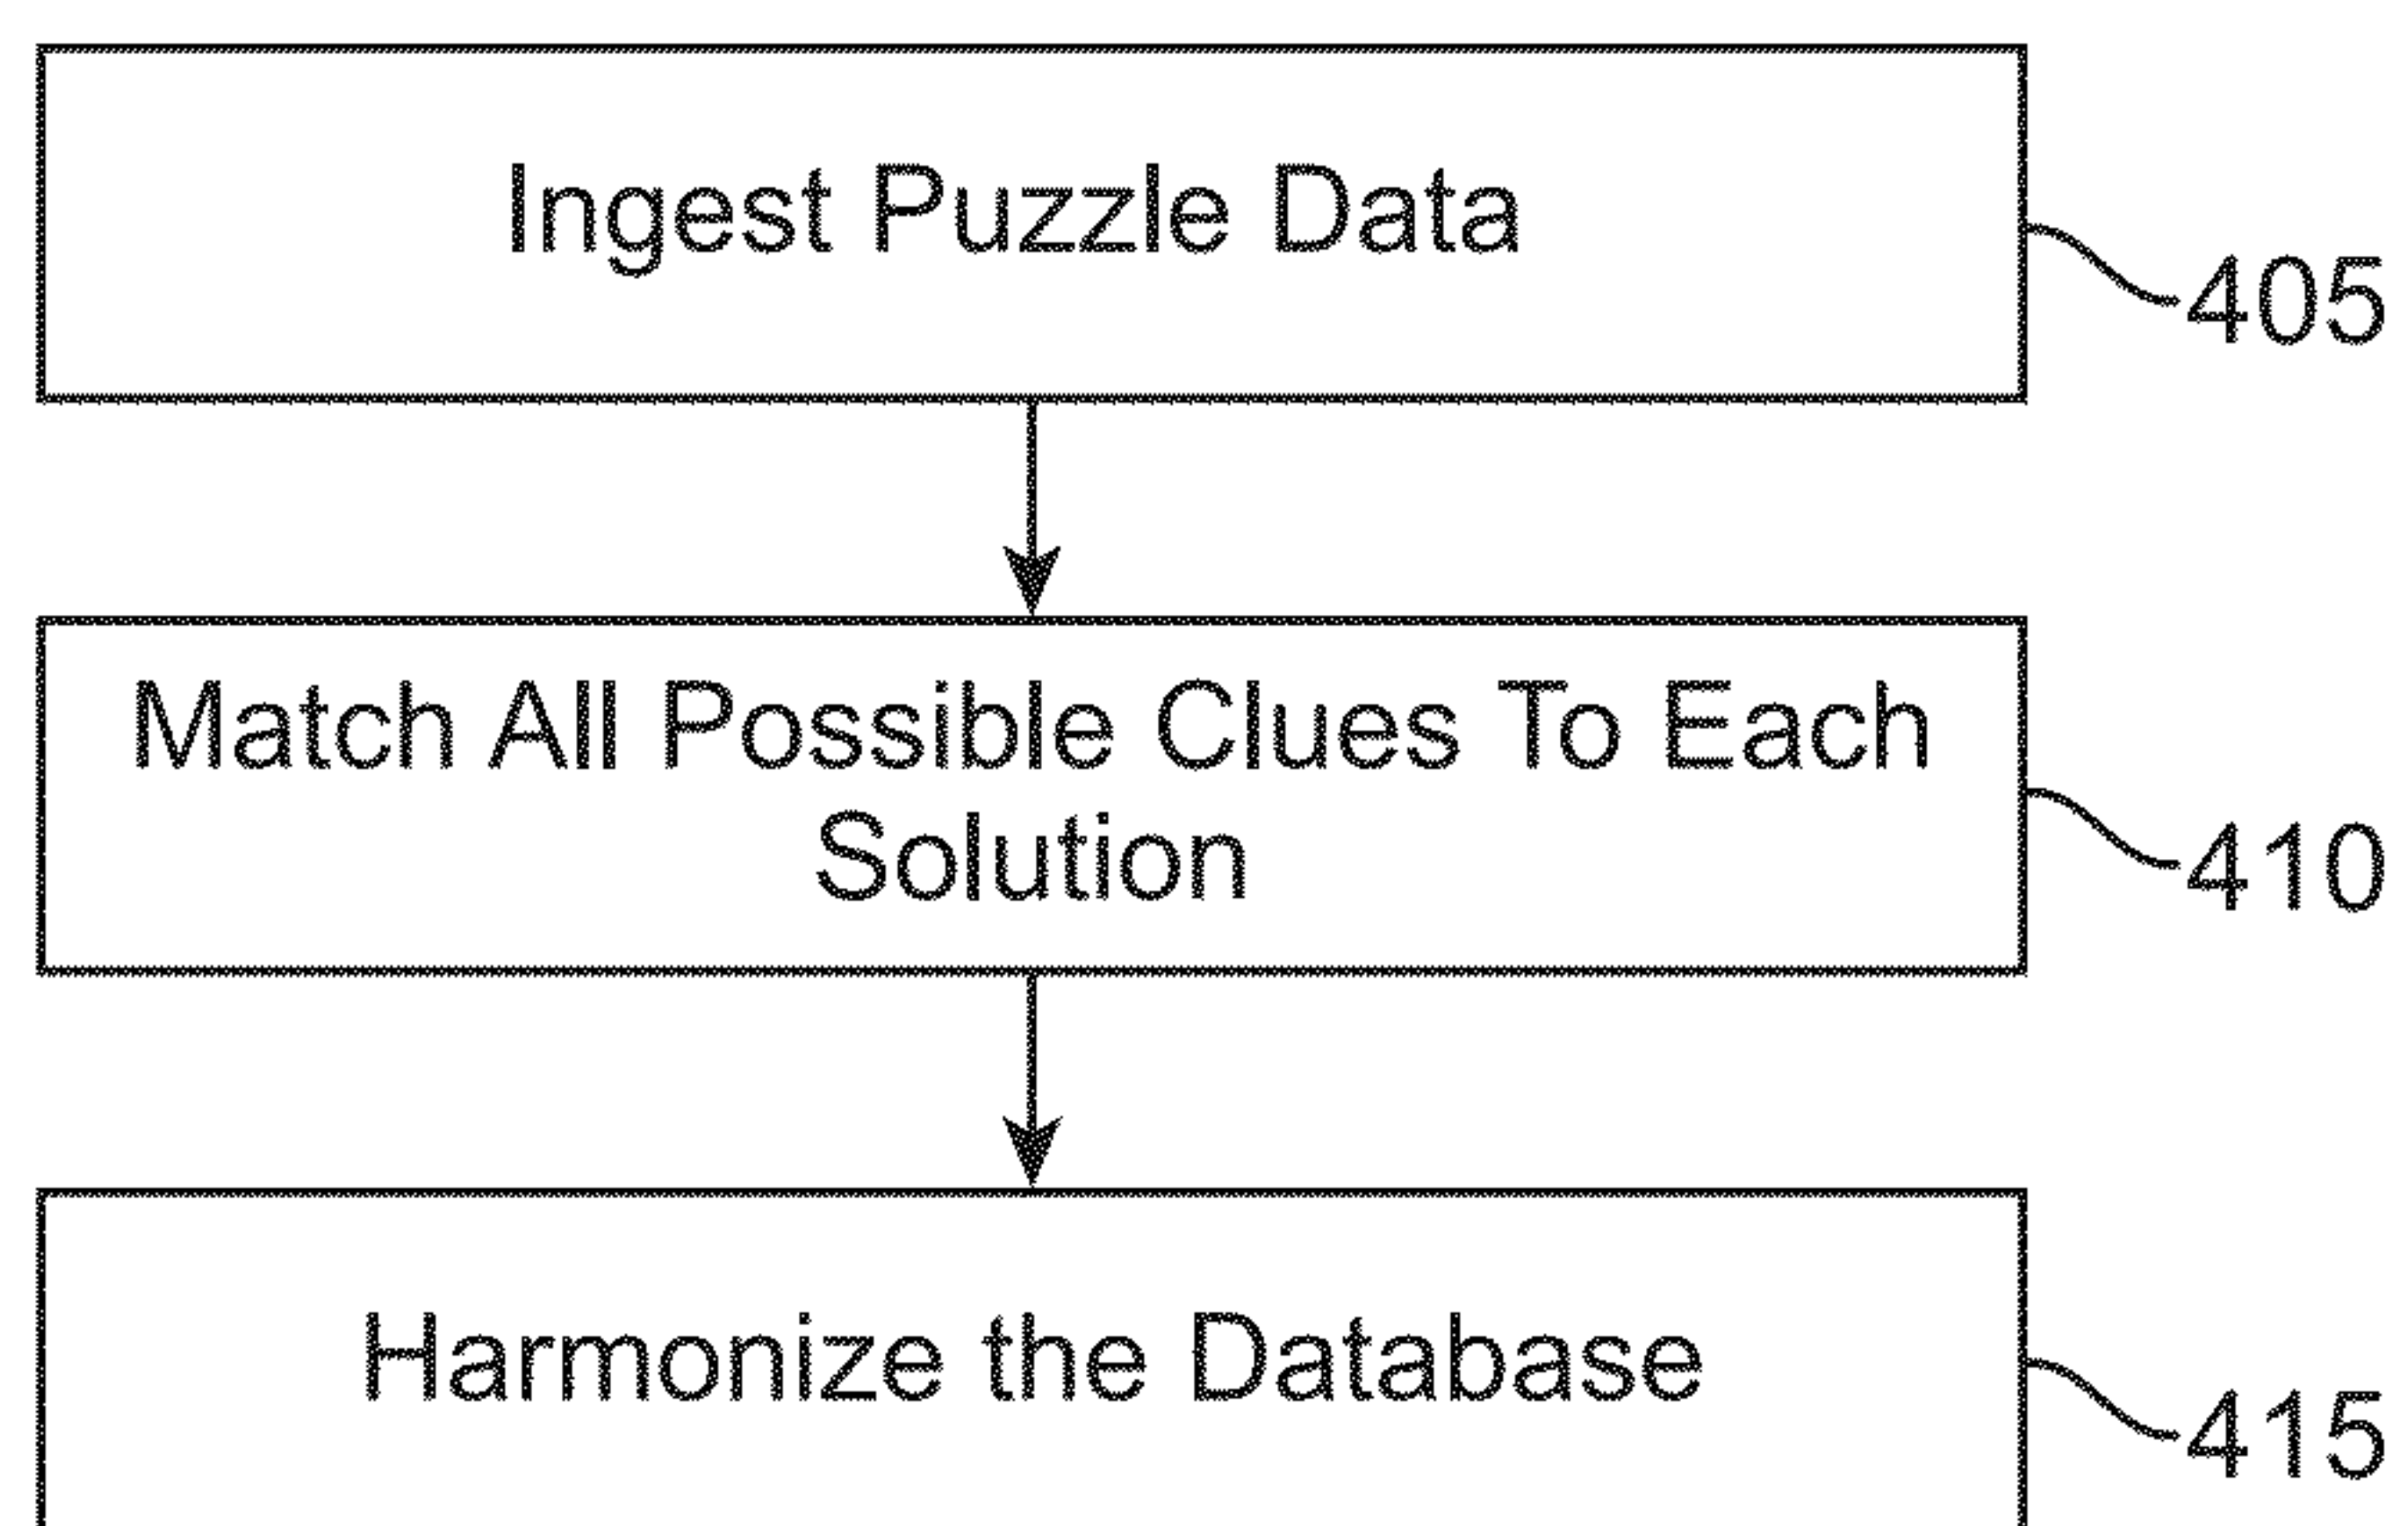 Ingest Puzzle Data
405
Match All Possible Clues To Each
Solution
410
Harmonize the Database
415